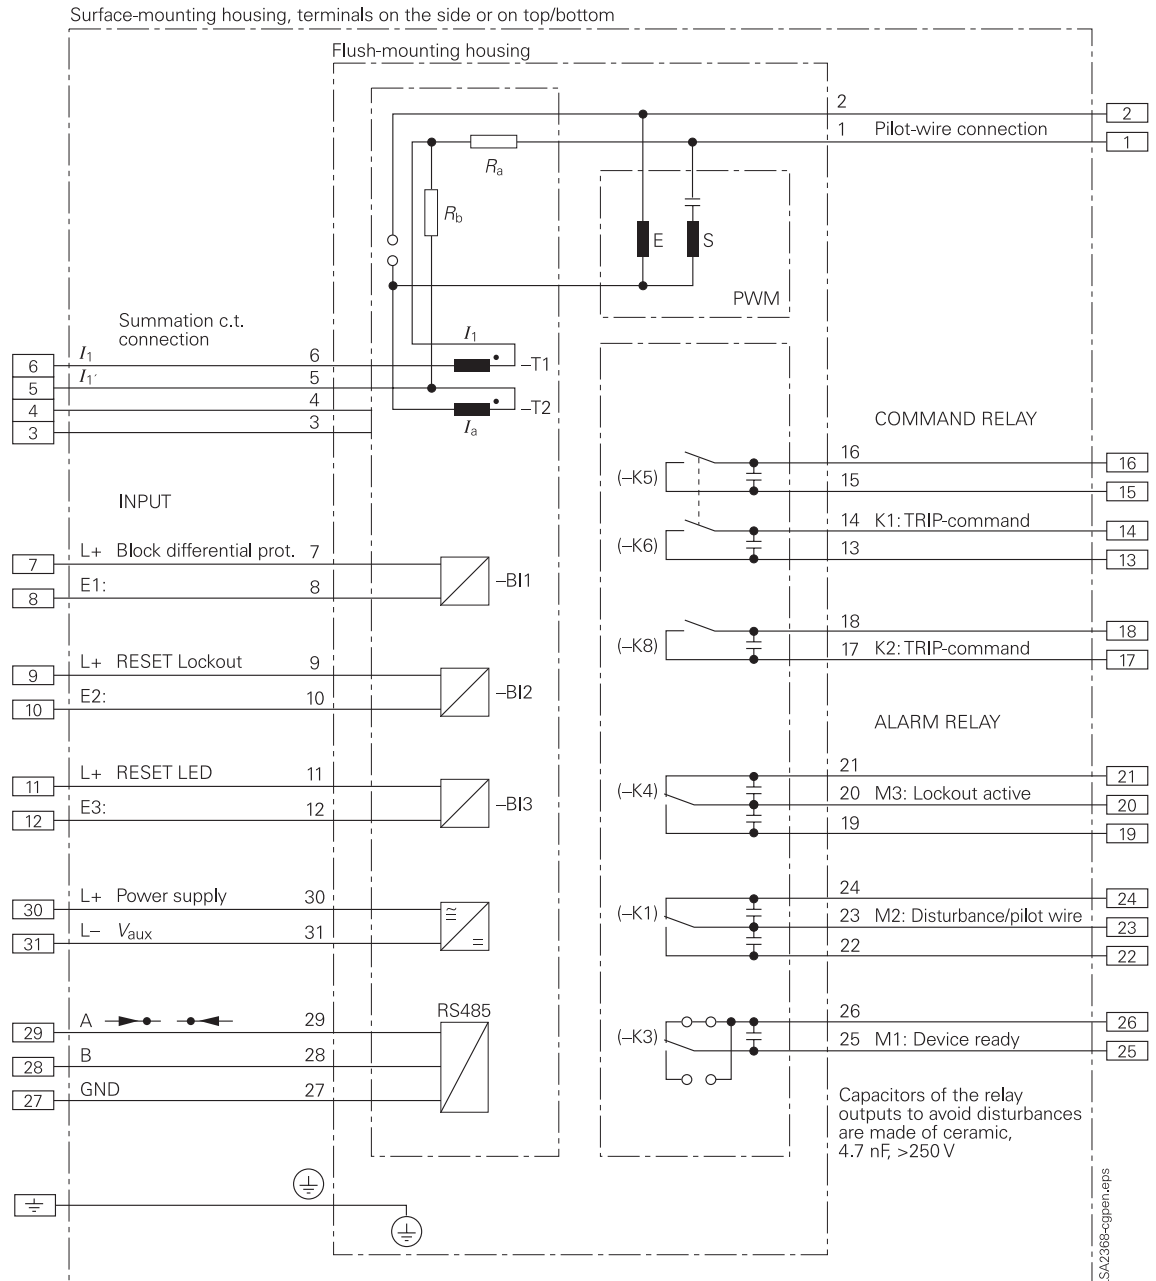 Surface-mounting housing, terminals on the side or on top/bottom
Flush-mounting housing
2
2
1 Pilot-wire connection
1
Ra
Rb
E
S
PWM
Summation c.t.
connection
I1
–T1
6
I1
6
5
I1′
5
4
4
3
3
–T2
Ia
COMMAND RELAY
(–K5)
16
16
15
15
14 K1: TRIP-command
14
(–K6)
13
13
18
18
(–K8)
17 K2: TRIP-command
17
INPUT
7
L+ Block differential prot. 7
8
E1:
8
–BI1
9
L+ RESET Lockout 9
10
E2:
10
–BI2
11
L+ RESET LED 11
12
E3:
12
–BI3
30
L+ Power supply 30
31
L– Vaux 31
≅
=
RS485
29
A
29
28
B
28
27
GND
27
ALARM RELAY
(–K4)
21
21
20 M3: Lockout active
20
19
19
(–K1)
24
24
23 M2: Disturbance/pilot wire
23
22
22
(–K3)
26
26
25 M1: Device ready
25
Capacitors of the relay
outputs to avoid disturbances
are made of ceramic,
4.7 nF, >250 V
LSA2368-cgpen.eps